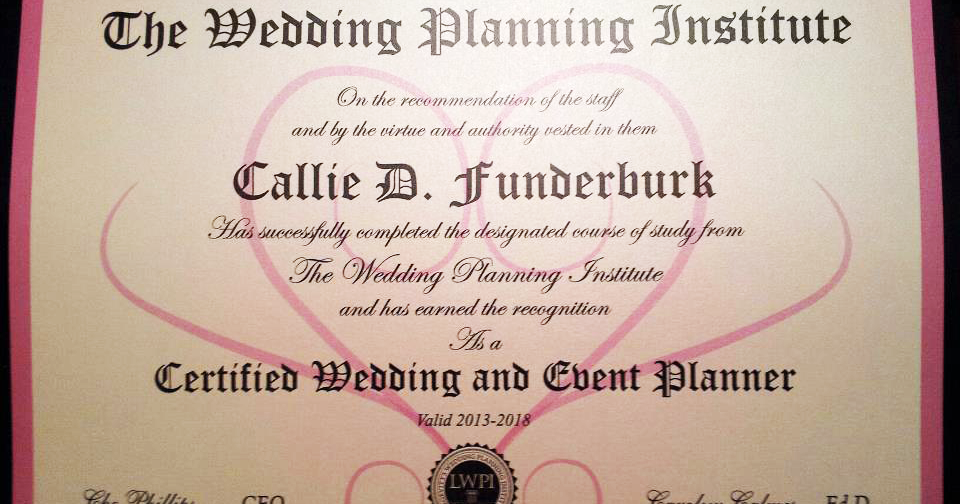 The Wedding Planning Institute
On the recommendation of the staff
and by the virtue and authority vested in them
Callie D. Funderburk
Has successfully completed the designated course of study from
The Wedding Planning Institute
and has earned the recognition
As a
Certified Wedding and Event Planner
Valid 2013-2018
LWPI
Phillips CEO Ed.D.